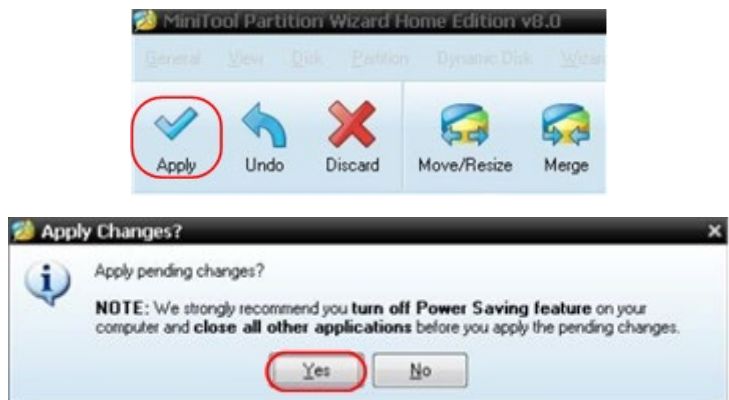 MiniTool Partition Wizard Home Edition v8.0
General View Disk Partition Dynamic Disk
Apply Undo Discard Move/Resize Merge
Apply Changes?
Apply pending changes?
NOTE: We strongly recommend you turn off Power Saving feature on your
computer and close all other applications before you apply the pending changes.
Yes No